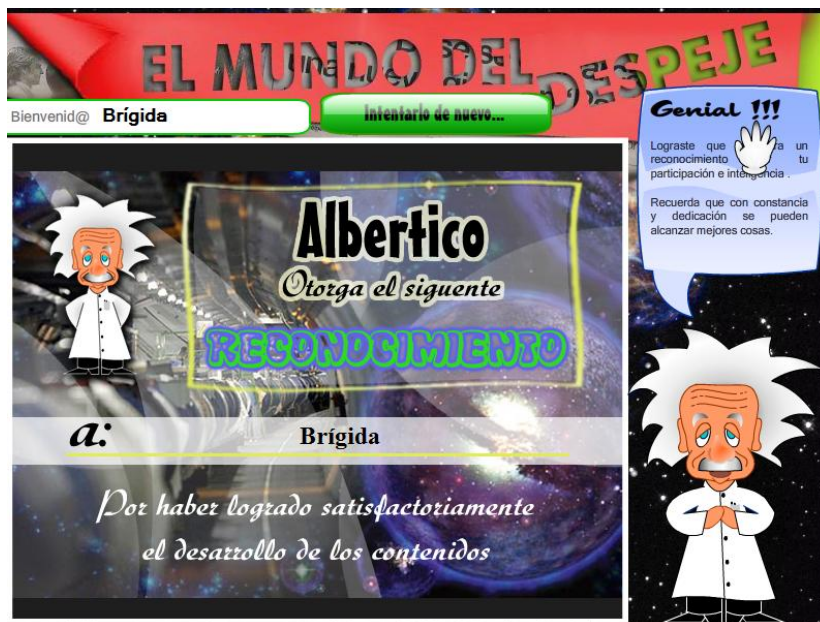 EL MUNDO DEL DESPEJE
Bienvenid@ Brígida
Intentarlo de nuevo...
Genial !!!
Lograste que un
reconocimiento tu
participación e inteligencia .
Recuerda que con constancia
y dedicación se pueden
alcanzar mejores cosas.
Albertico
Otorga el siguente
RECONOCIMIENTO
a: Brígida
Por haber logrado satisfactoriamente
el desarrollo de los contenidos